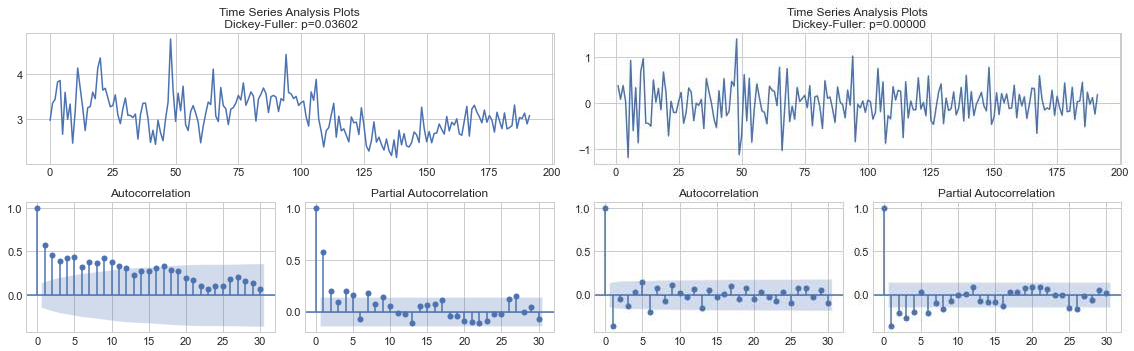 Time Series Analysis Plots
Dickey-Fuller: p=0.03602
4
3
0 25 50 75 100 125 150 175 200
Autocorrelation
1.0
0.5
0.0
0 5 10 15 20 25 30
Partial Autocorrelation
1.0
0.5
0.0
0 5 10 15 20 25 30
Time Series Analysis Plots
Dickey-Fuller: p=0.00000
1
0
−1
0 25 50 75 100 125 150 175 200
Autocorrelation
1.0
0.5
0.0
0 5 10 15 20 25 30
Partial Autocorrelation
1.0
0.5
0.0
0 5 10 15 20 25 30